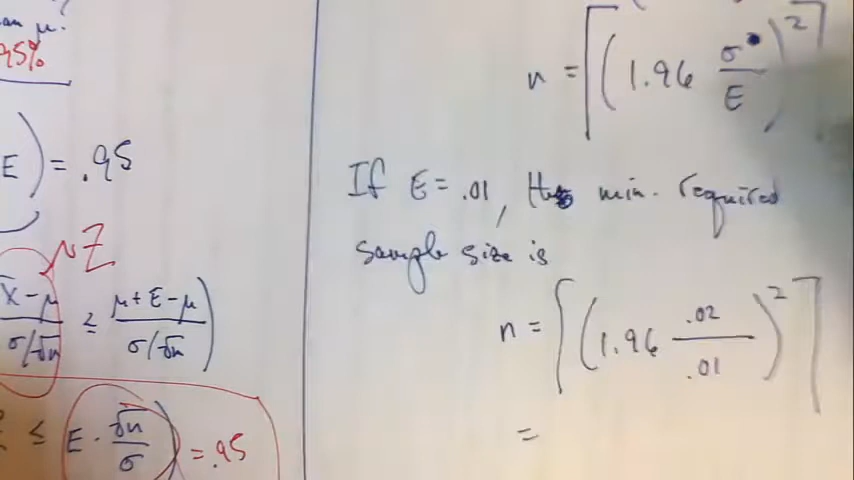 an μ.
95%
E) = .95
~ Z
X̄ - μ / σ/√n ≤ μ + E - μ / σ/√n )
≤ E · √n / σ ) = .95
n = ⌈(1.96 σ / E)²⌉
If E = .01, the min. required
sample size is
n = ⌈(1.96 .02 / .01)²⌉
=